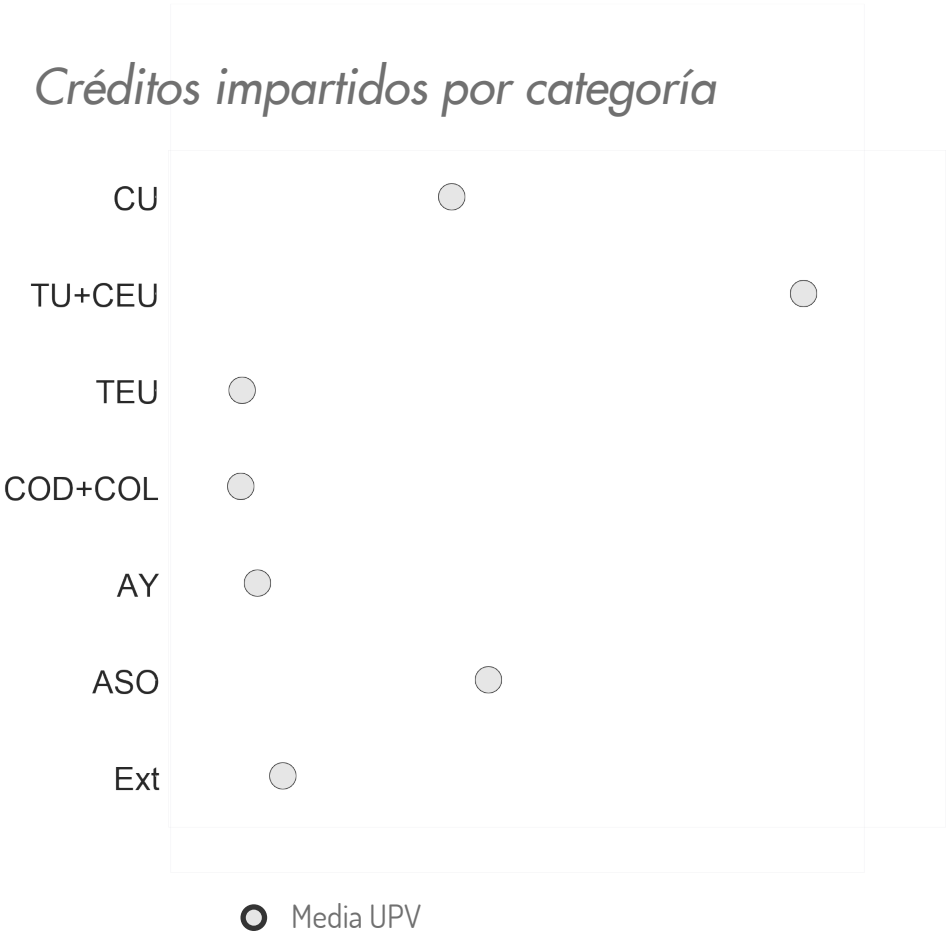 Créditos impartidos por categoría
CU
TU+CEU
TEU
COD+COL
AY
ASO
Ext
Media UPV